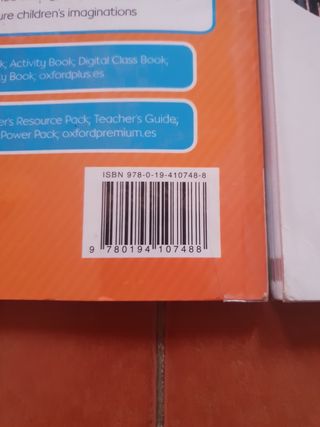 ure children's imaginations
Activity Book; Digital Class Book;
Book; oxfordplus.es
Resource Pack; Teacher's Guide;
Power Pack; oxfordpremium.es
ISBN 978-0-19-410748-8
9 780194 107488